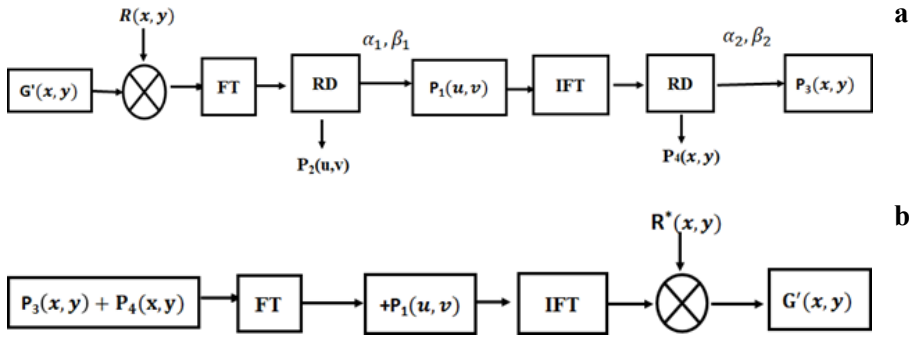 a
R(x,y)
α₁,β₁
α₂,β₂
G'(x,y)
FT
RD
P₁(u,v)
IFT
RD
P₃(x,y)
P₂(u,v)
P₄(x,y)
b
R*(x,y)
P₃(x,y) + P₄(x,y)
FT
+P₁(u,v)
IFT
G′(x,y)